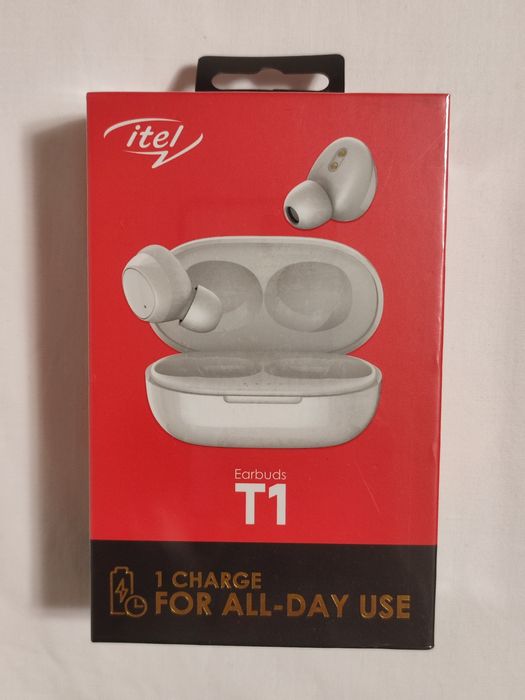 itel
Earbuds
T1
1 CHARGE
FOR ALL-DAY USE